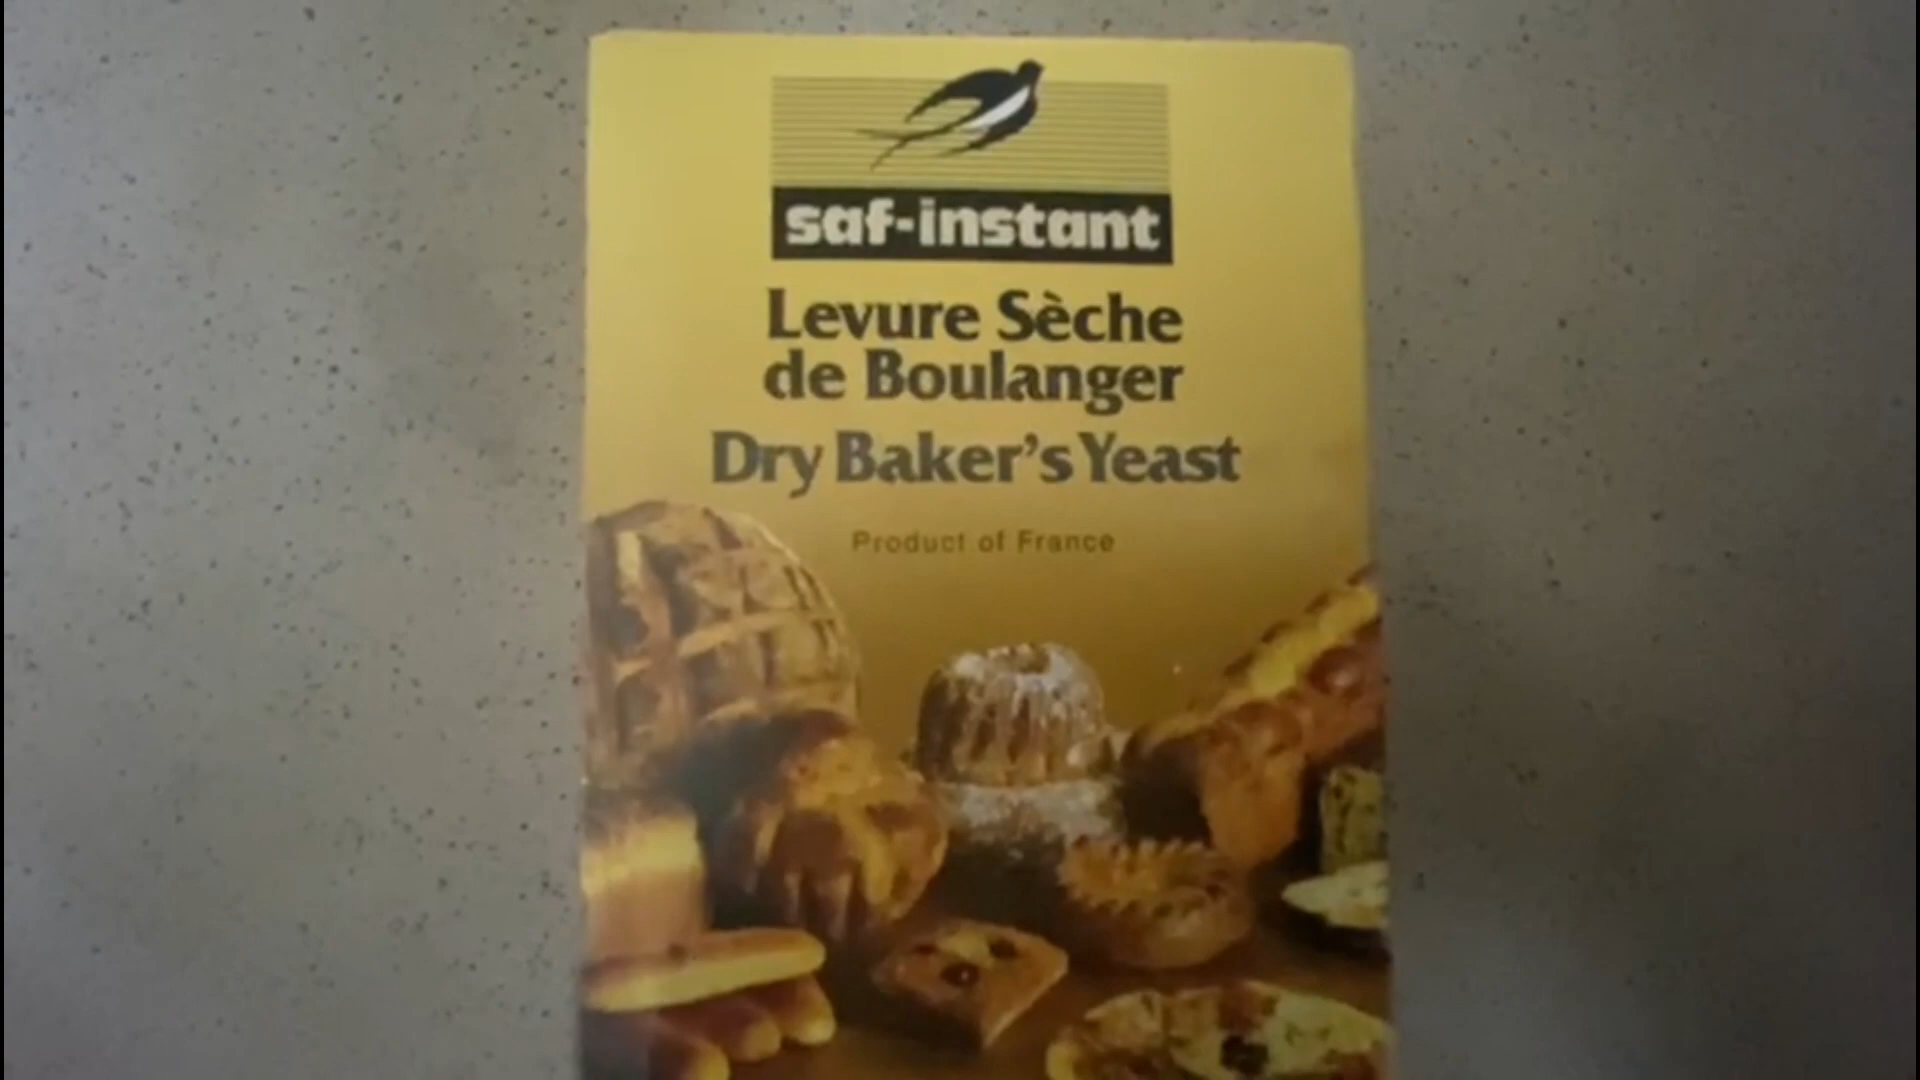 saf-instant
Levure Sèche
de Boulanger
Dry Baker's Yeast
Product of France